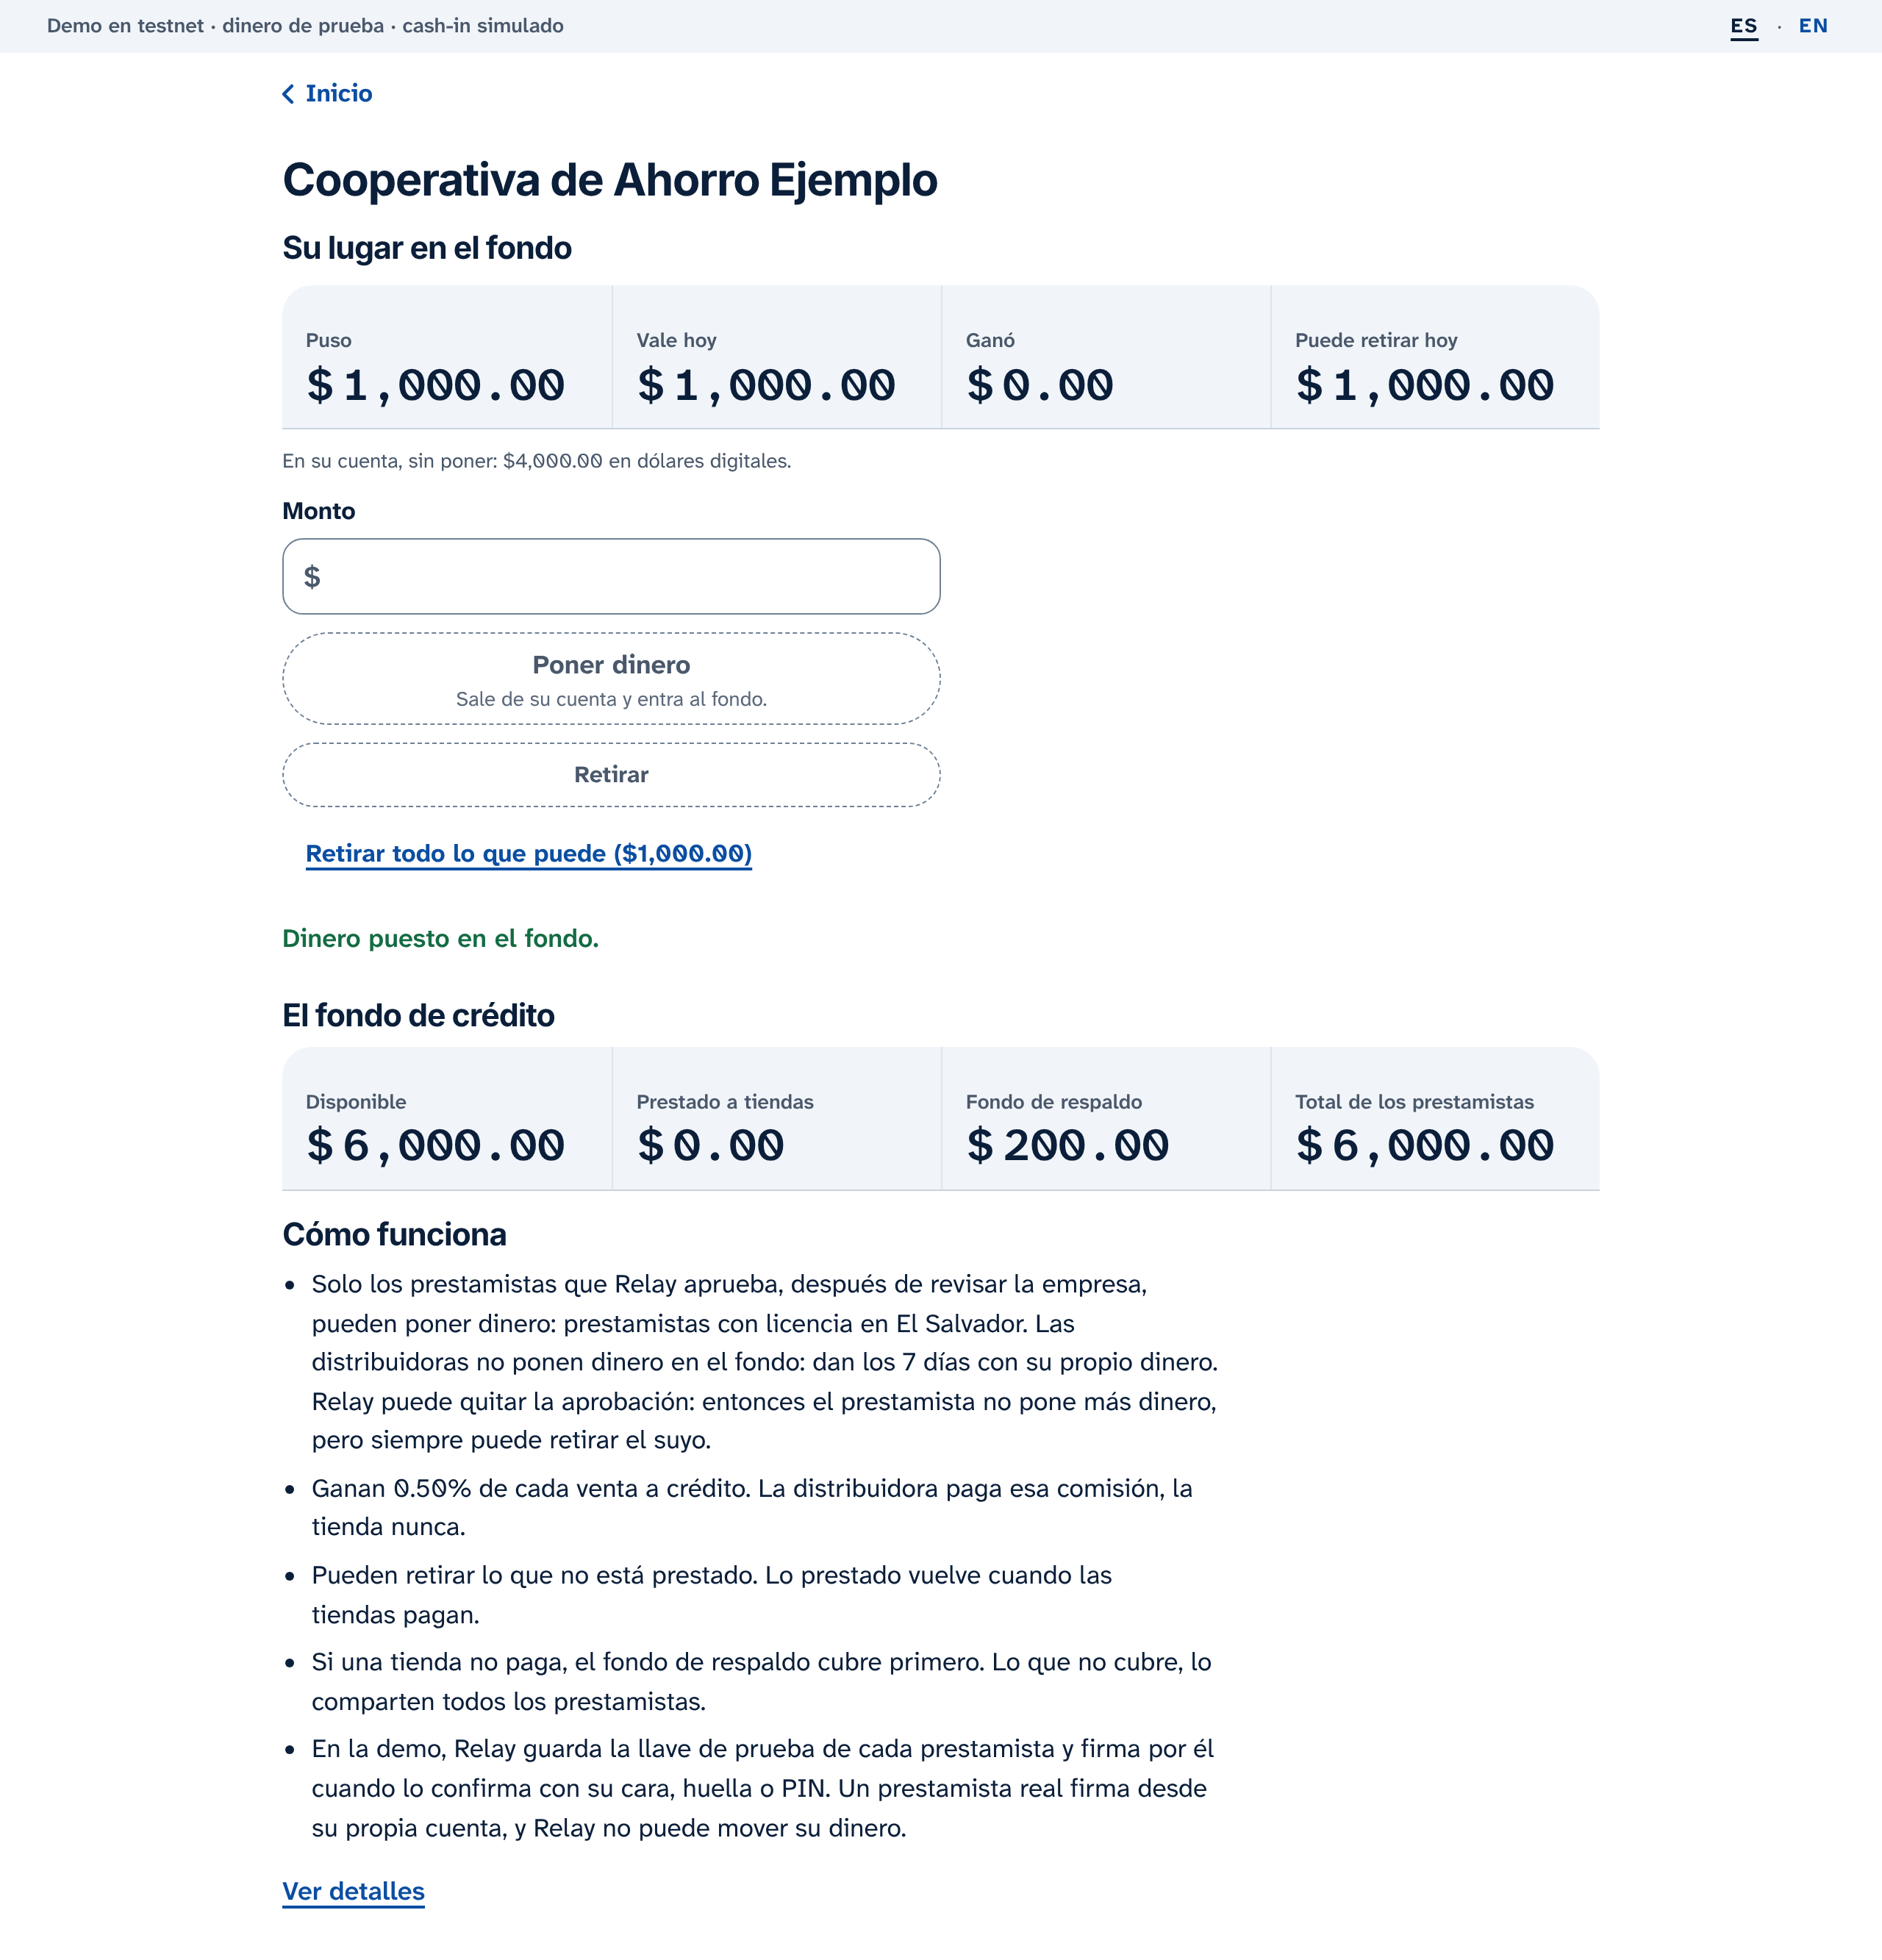 Demo en testnet · dinero de prueba · cash-in simulado
ES · EN
Inicio
Cooperativa de Ahorro Ejemplo
Su lugar en el fondo
Puso
$1,000.00
Vale hoy
$1,000.00
Ganó
$0.00
Puede retirar hoy
$1,000.00
En su cuenta, sin poner: $4,000.00 en dólares digitales.
Monto
$
Poner dinero
Sale de su cuenta y entra al fondo.
Retirar
Retirar todo lo que puede ($1,000.00)
Dinero puesto en el fondo.
El fondo de crédito
Disponible
$6,000.00
Prestado a tiendas
$0.00
Fondo de respaldo
$200.00
Total de los prestamistas
$6,000.00
Cómo funciona
• Solo los prestamistas que Relay aprueba, después de revisar la empresa,
pueden poner dinero: prestamistas con licencia en El Salvador. Las
distribuidoras no ponen dinero en el fondo: dan los 7 días con su propio dinero.
Relay puede quitar la aprobación: entonces el prestamista no pone más dinero,
pero siempre puede retirar el suyo.
• Ganan 0.50% de cada venta a crédito. La distribuidora paga esa comisión, la
tienda nunca.
• Pueden retirar lo que no está prestado. Lo prestado vuelve cuando las
tiendas pagan.
• Si una tienda no paga, el fondo de respaldo cubre primero. Lo que no cubre, lo
comparten todos los prestamistas.
• En la demo, Relay guarda la llave de prueba de cada prestamista y firma por él
cuando lo confirma con su cara, huella o PIN. Un prestamista real firma desde
su propia cuenta, y Relay no puede mover su dinero.
Ver detalles